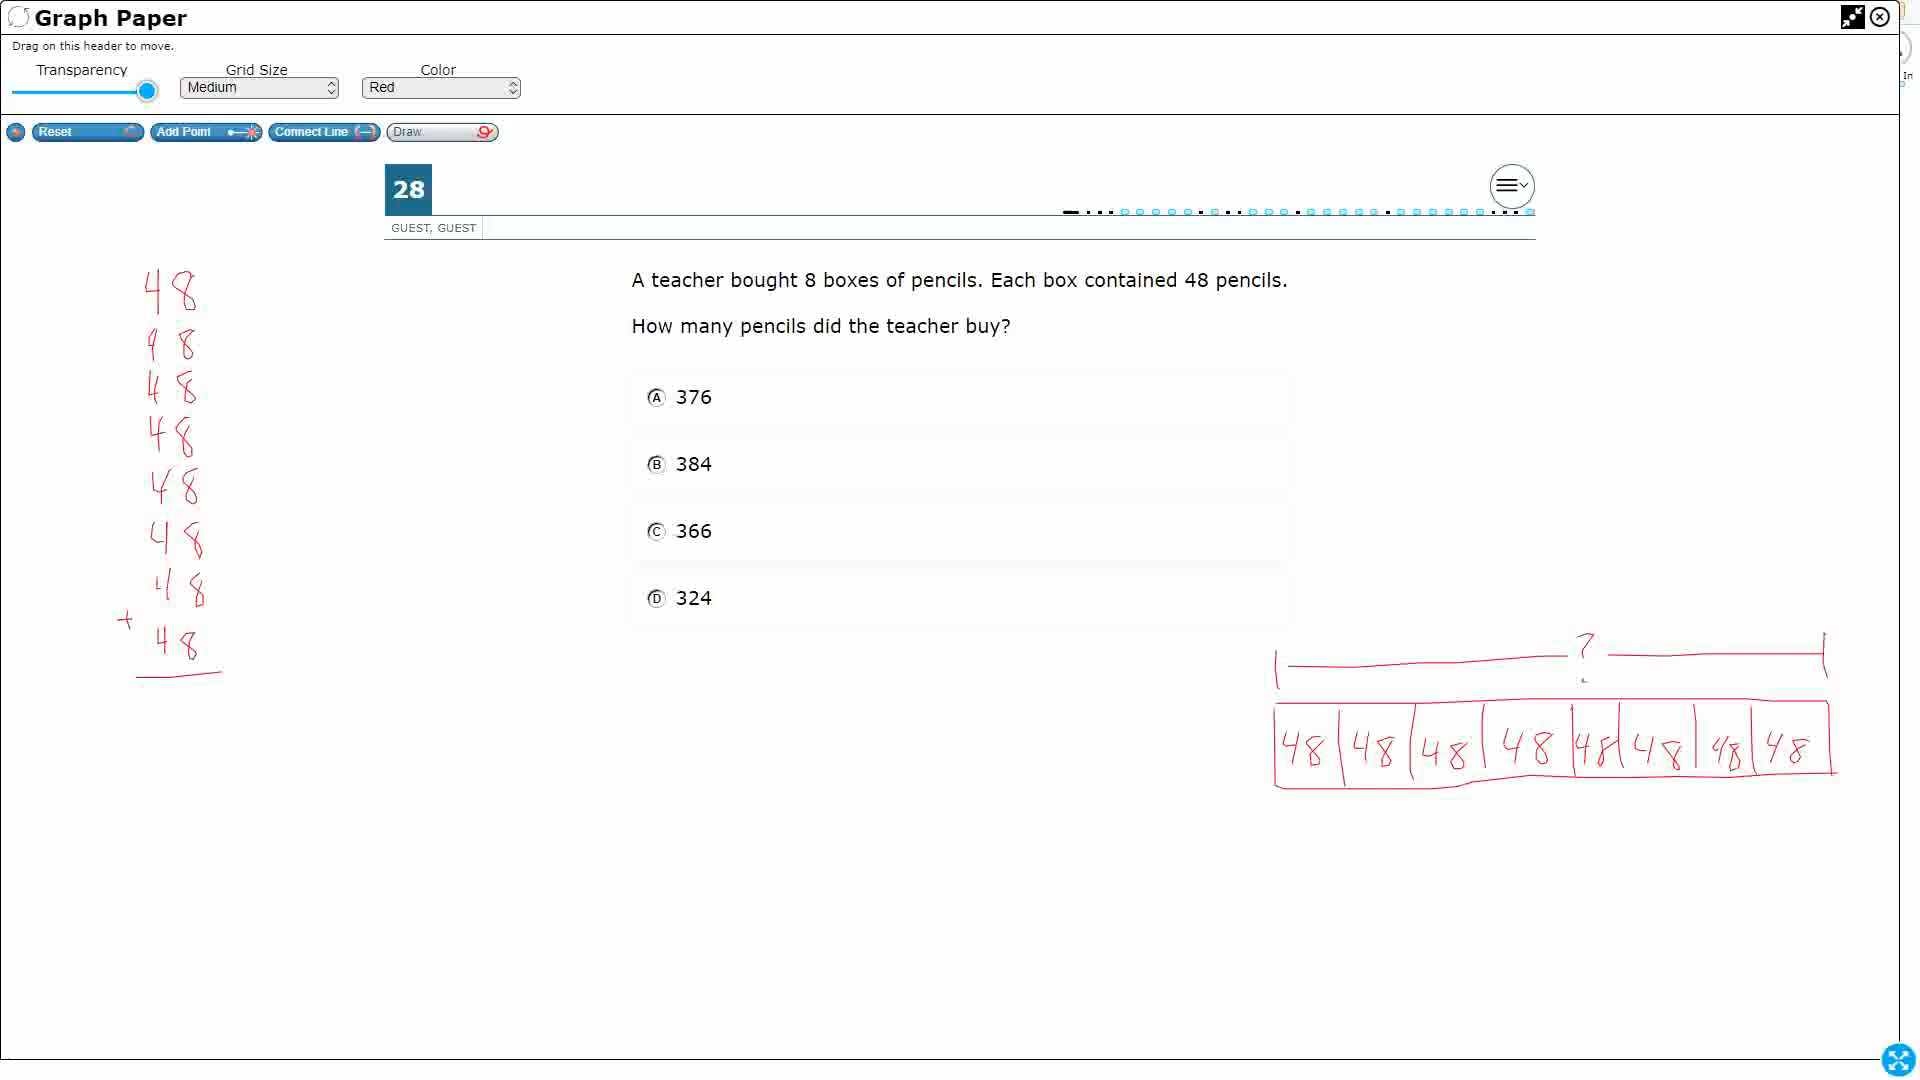 Graph Paper
Drag on this header to move.
Transparency Grid Size Color
Medium Red
Reset Add Point Connect Line Draw
28
GUEST, GUEST
A teacher bought 8 boxes of pencils. Each box contained 48 pencils.
How many pencils did the teacher buy?
A 376
B 384
C 366
D 324
48
48
48
48
48
48
48
+ 48
?
48 48 48 48 48 48 48 48